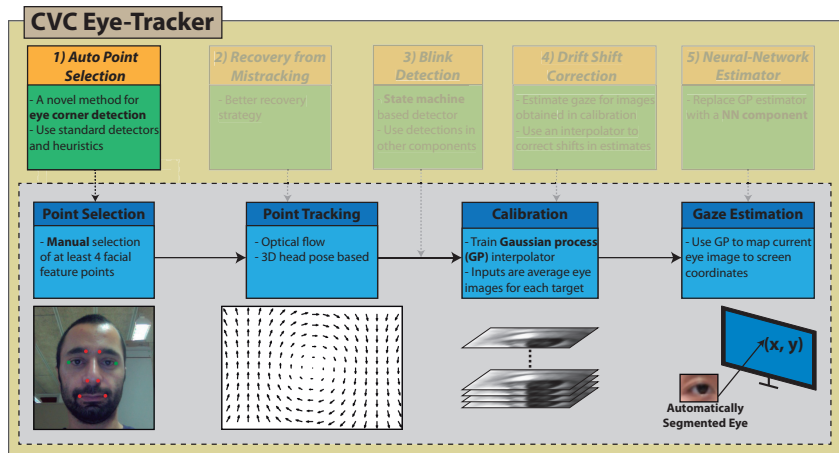 CVC Eye-Tracker
1) Auto Point
Selection
- A novel method for
eye corner detection
- Use standard detectors
and heuristics
2) Recovery from
Mistracking
- Better recovery
strategy
3) Blink
Detection
- State machine
based detector
- Use detections in
other components
4) Drift Shift
Correction
- Estimate gaze for images
obtained in calibration
- Use an interpolator to
correct shifts in estimates
5) Neural-Network
Estimator
- Replace GP estimator
with a NN component
Point Selection
- Manual selection
of at least 4 facial
feature points
Point Tracking
- Optical flow
- 3D head pose based
Calibration
- Train Gaussian process
(GP) interpolator
- Inputs are average eye
images for each target
Gaze Estimation
- Use GP to map current
eye image to screen
coordinates
(x, y)
Automatically
Segmented Eye